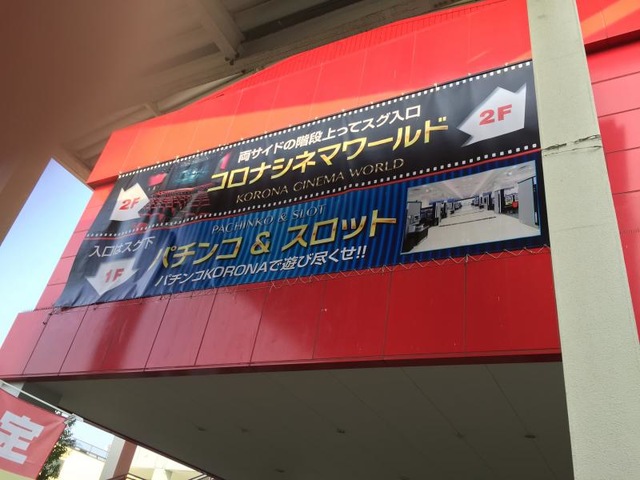 両サイドの階段上ってスグ入口
2F
コロナシネマワールド
2F
KORONA CINEMA WORLD
PACHINKO & SLOT
入口はスグ下
パチンコ & スロット
1F
パチンコKORONAで遊び尽くせ!!
宝